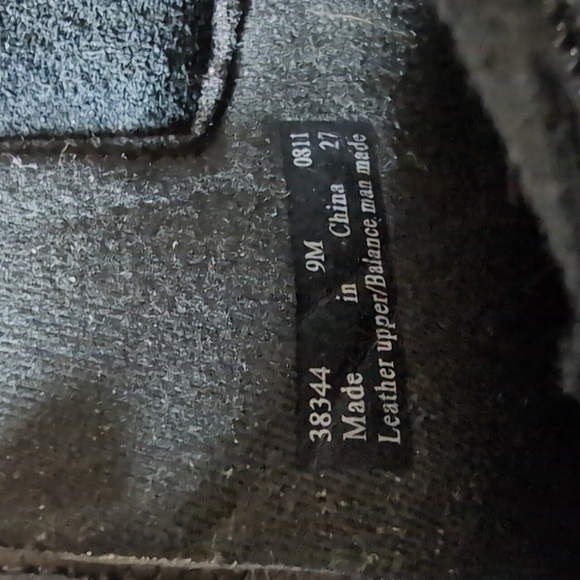 38344 9M 0811
Made in China 27
Leather upper/Balance man made